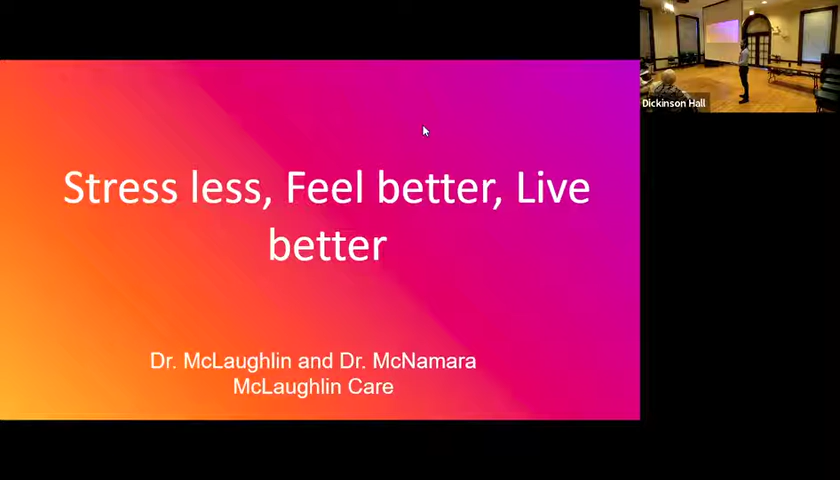 Stress less, Feel better, Live
better
Dr. McLaughlin and Dr. McNamara
McLaughlin Care
Dickinson Hall